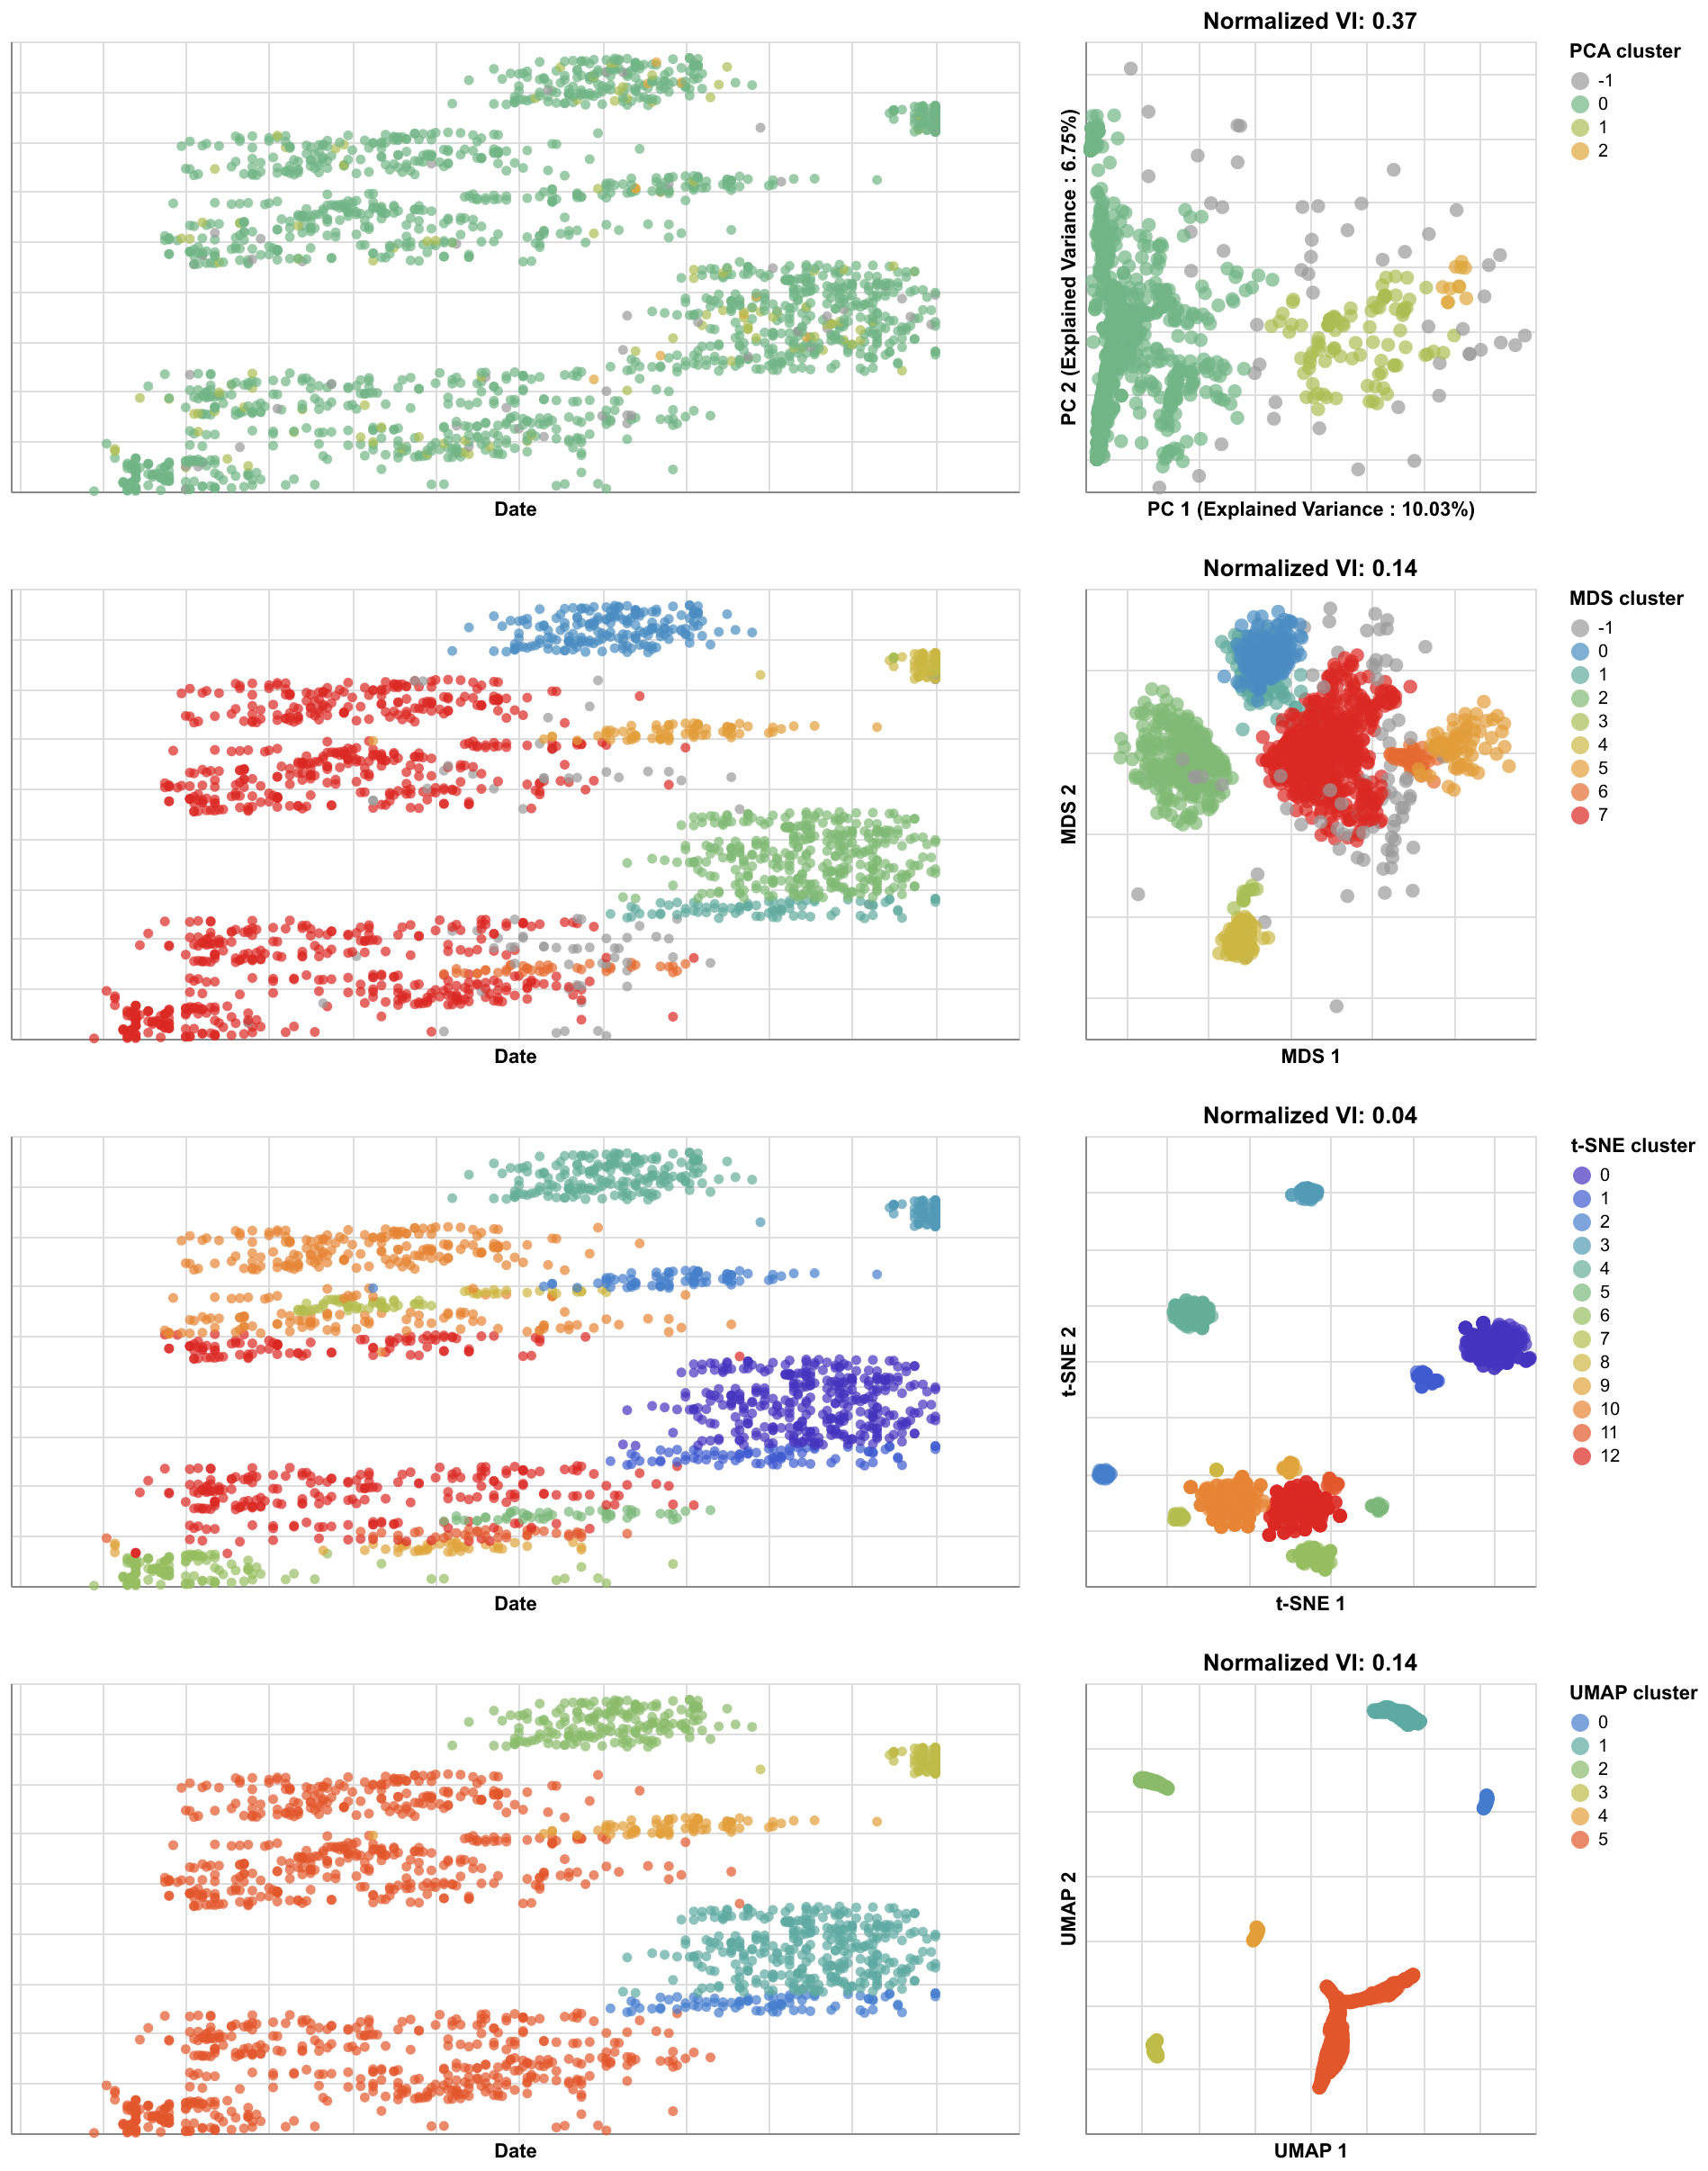 Normalized VI: 0.37
PCA cluster
-1
0
1
2
PC 2 (Explained Variance : 6.75%)
Date
PC 1 (Explained Variance : 10.03%)
Normalized VI: 0.14
MDS cluster
-1
0
1
2
3
4
5
6
7
MDS 2
Date
MDS 1
Normalized VI: 0.04
t-SNE cluster
0
1
2
3
4
5
6
7
8
9
10
11
12
t-SNE 2
Date
t-SNE 1
Normalized VI: 0.14
UMAP cluster
0
1
2
3
4
5
UMAP 2
Date
UMAP 1